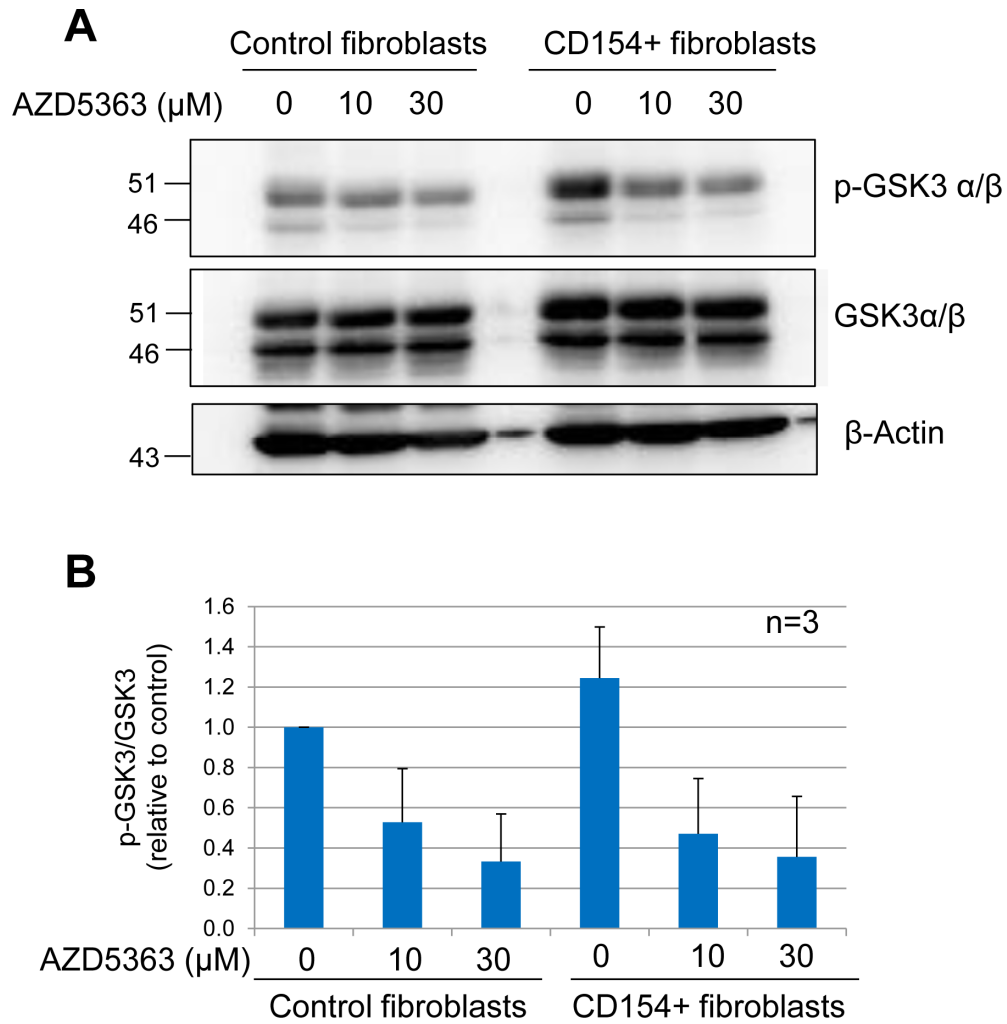 A
Control fibroblasts CD154+ fibroblasts
AZD5363 (µM) 0 10 30 0 10 30
51
46
p-GSK3 α/β
51
46
GSK3α/β
43
β-Actin
B
n=3
p-GSK3/GSK3
(relative to control)
1.6
1.4
1.2
1.0
0.8
0.6
0.4
0.2
0.0
AZD5363 (µM) 0 10 30 0 10 30
Control fibroblasts CD154+ fibroblasts